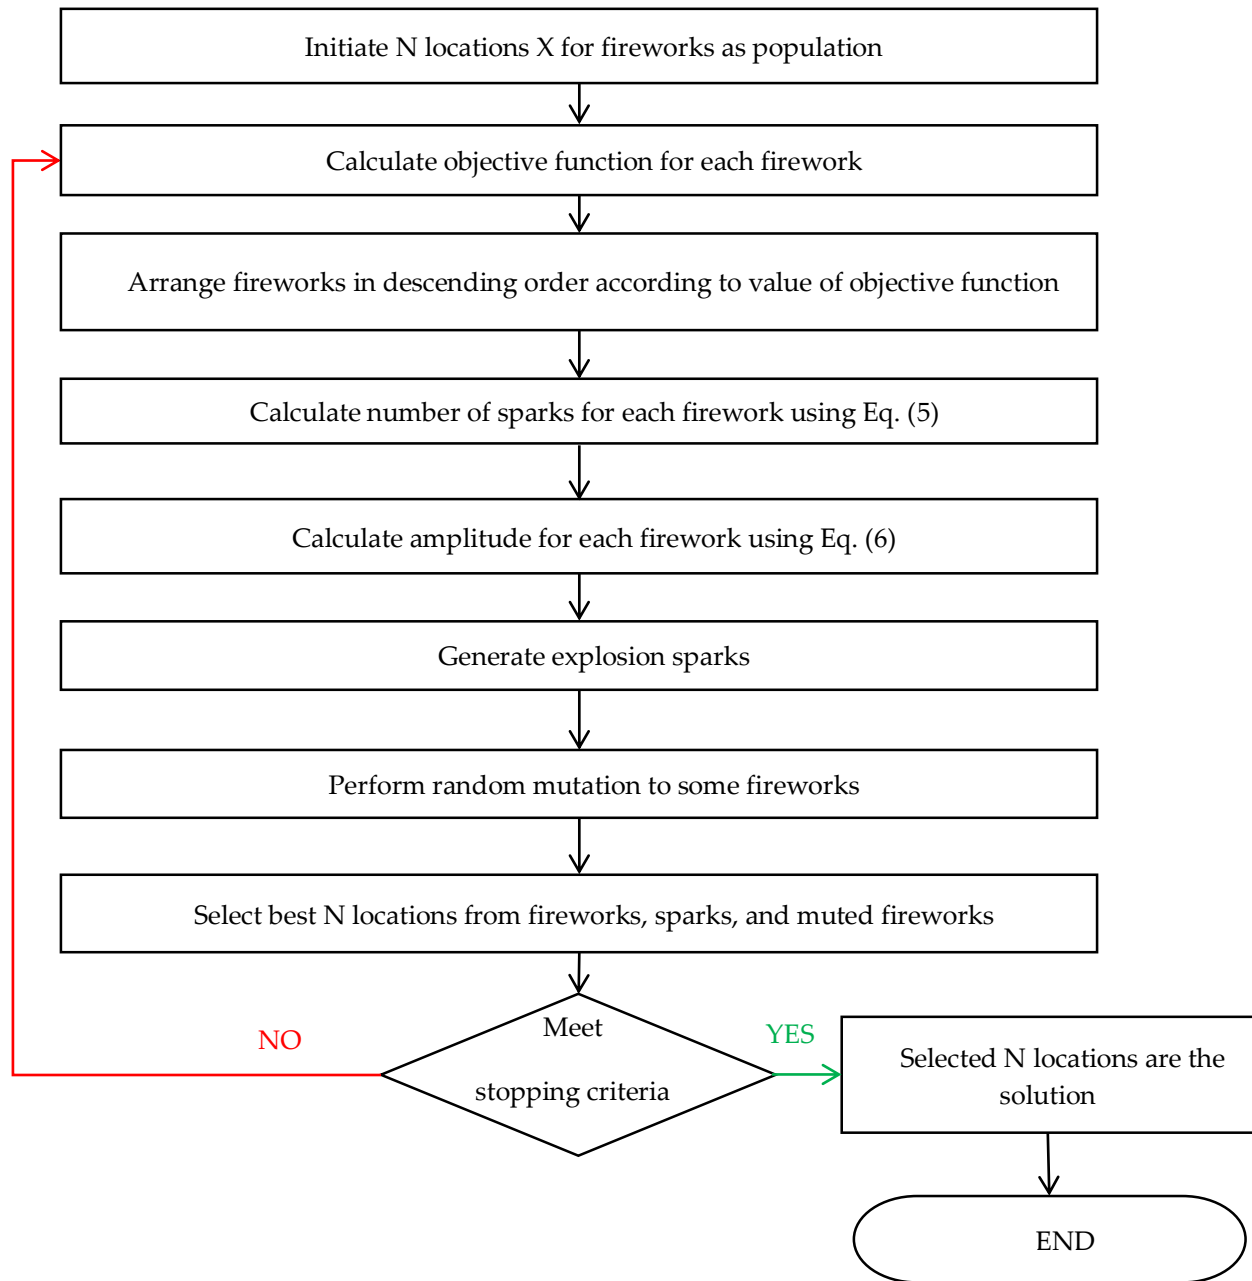 Initiate N locations X for fireworks as population
Calculate objective function for each firework
Arrange fireworks in descending order according to value of objective function
Calculate number of sparks for each firework using Eq. (5)
Calculate amplitude for each firework using Eq. (6)
Generate explosion sparks
Perform random mutation to some fireworks
Select best N locations from fireworks, sparks, and muted fireworks
Meet
stopping criteria
NO
YES
Selected N locations are the
solution
END